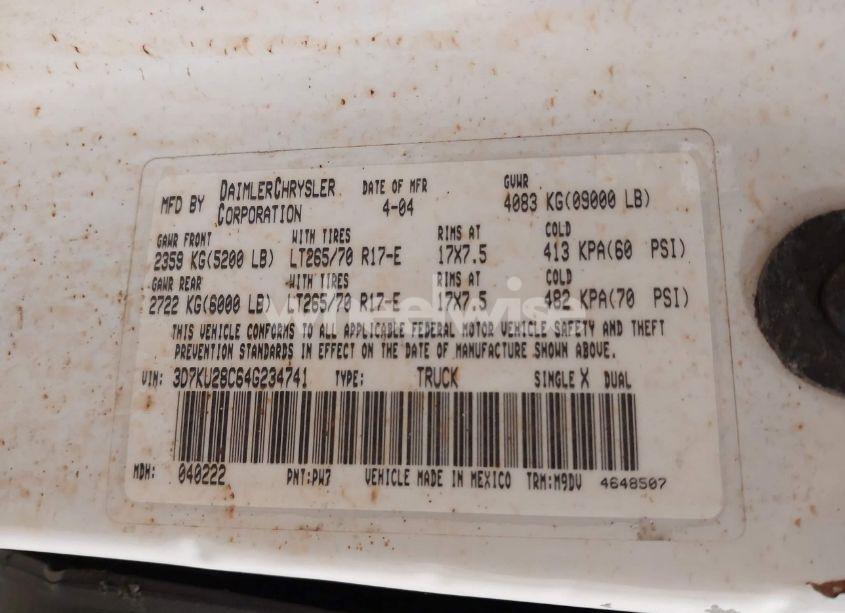 MFD BY DAIMLERCHRYSLER CORPORATION DATE OF MFR 4-04 GVWR 4083 KG(09000 LB)
GAWR FRONT WITH TIRES RIMS AT COLD
2359 KG(5200 LB) LT265/70 R17-E 17X7.5 413 KPA(60 PSI)
GAWR REAR WITH TIRES RIMS AT COLD
2722 KG(6000 LB) LT265/70 R17-E 17X7.5 482 KPA(70 PSI)
THIS VEHICLE CONFORMS TO ALL APPLICABLE FEDERAL MOTOR VEHICLE SAFETY AND THEFT
PREVENTION STANDARDS IN EFFECT ON THE DATE OF MANUFACTURE SHOWN ABOVE.
VIN: 3D7KU28C64G234741 TYPE: TRUCK SINGLE X DUAL
MDH: 040222 PNT:PW7 VEHICLE MADE IN MEXICO TRM:M9DV 4648507